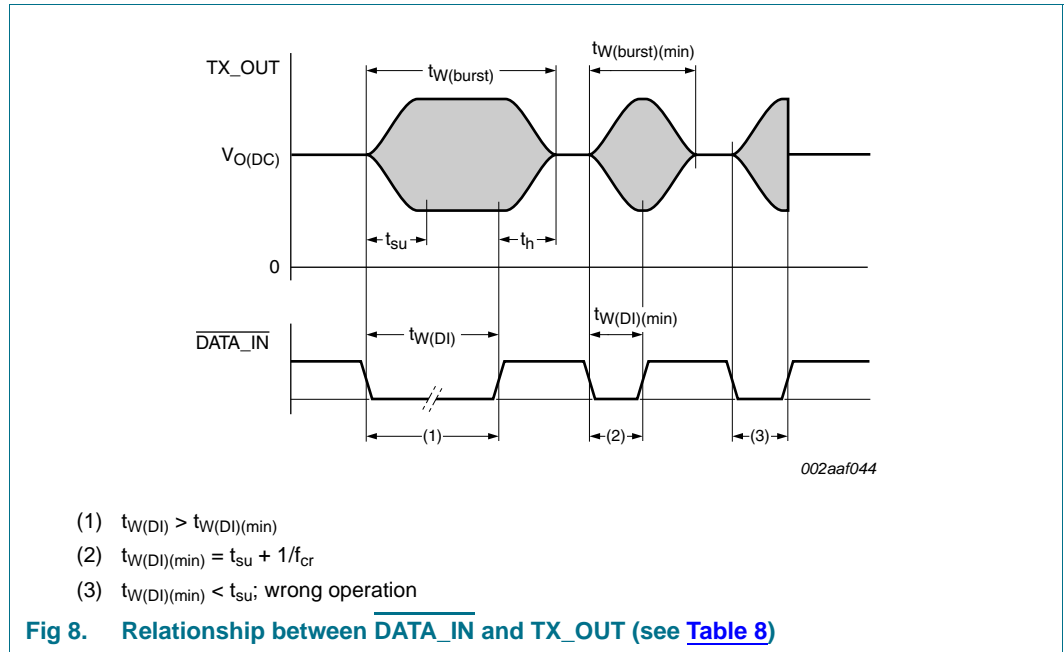 TX_OUT
tW(burst)
tW(burst)(min)
VO(DC)
tsu
th
0
DATA_IN
tW(DI)
tW(DI)(min)
(1)
(2)
(3)
002aaf044
(1) tW(DI) > tW(DI)(min)
(2) tW(DI)(min) = tsu + 1/fcr
(3) tW(DI)(min) < tsu; wrong operation
Fig 8. Relationship between DATA_IN and TX_OUT (see Table 8)